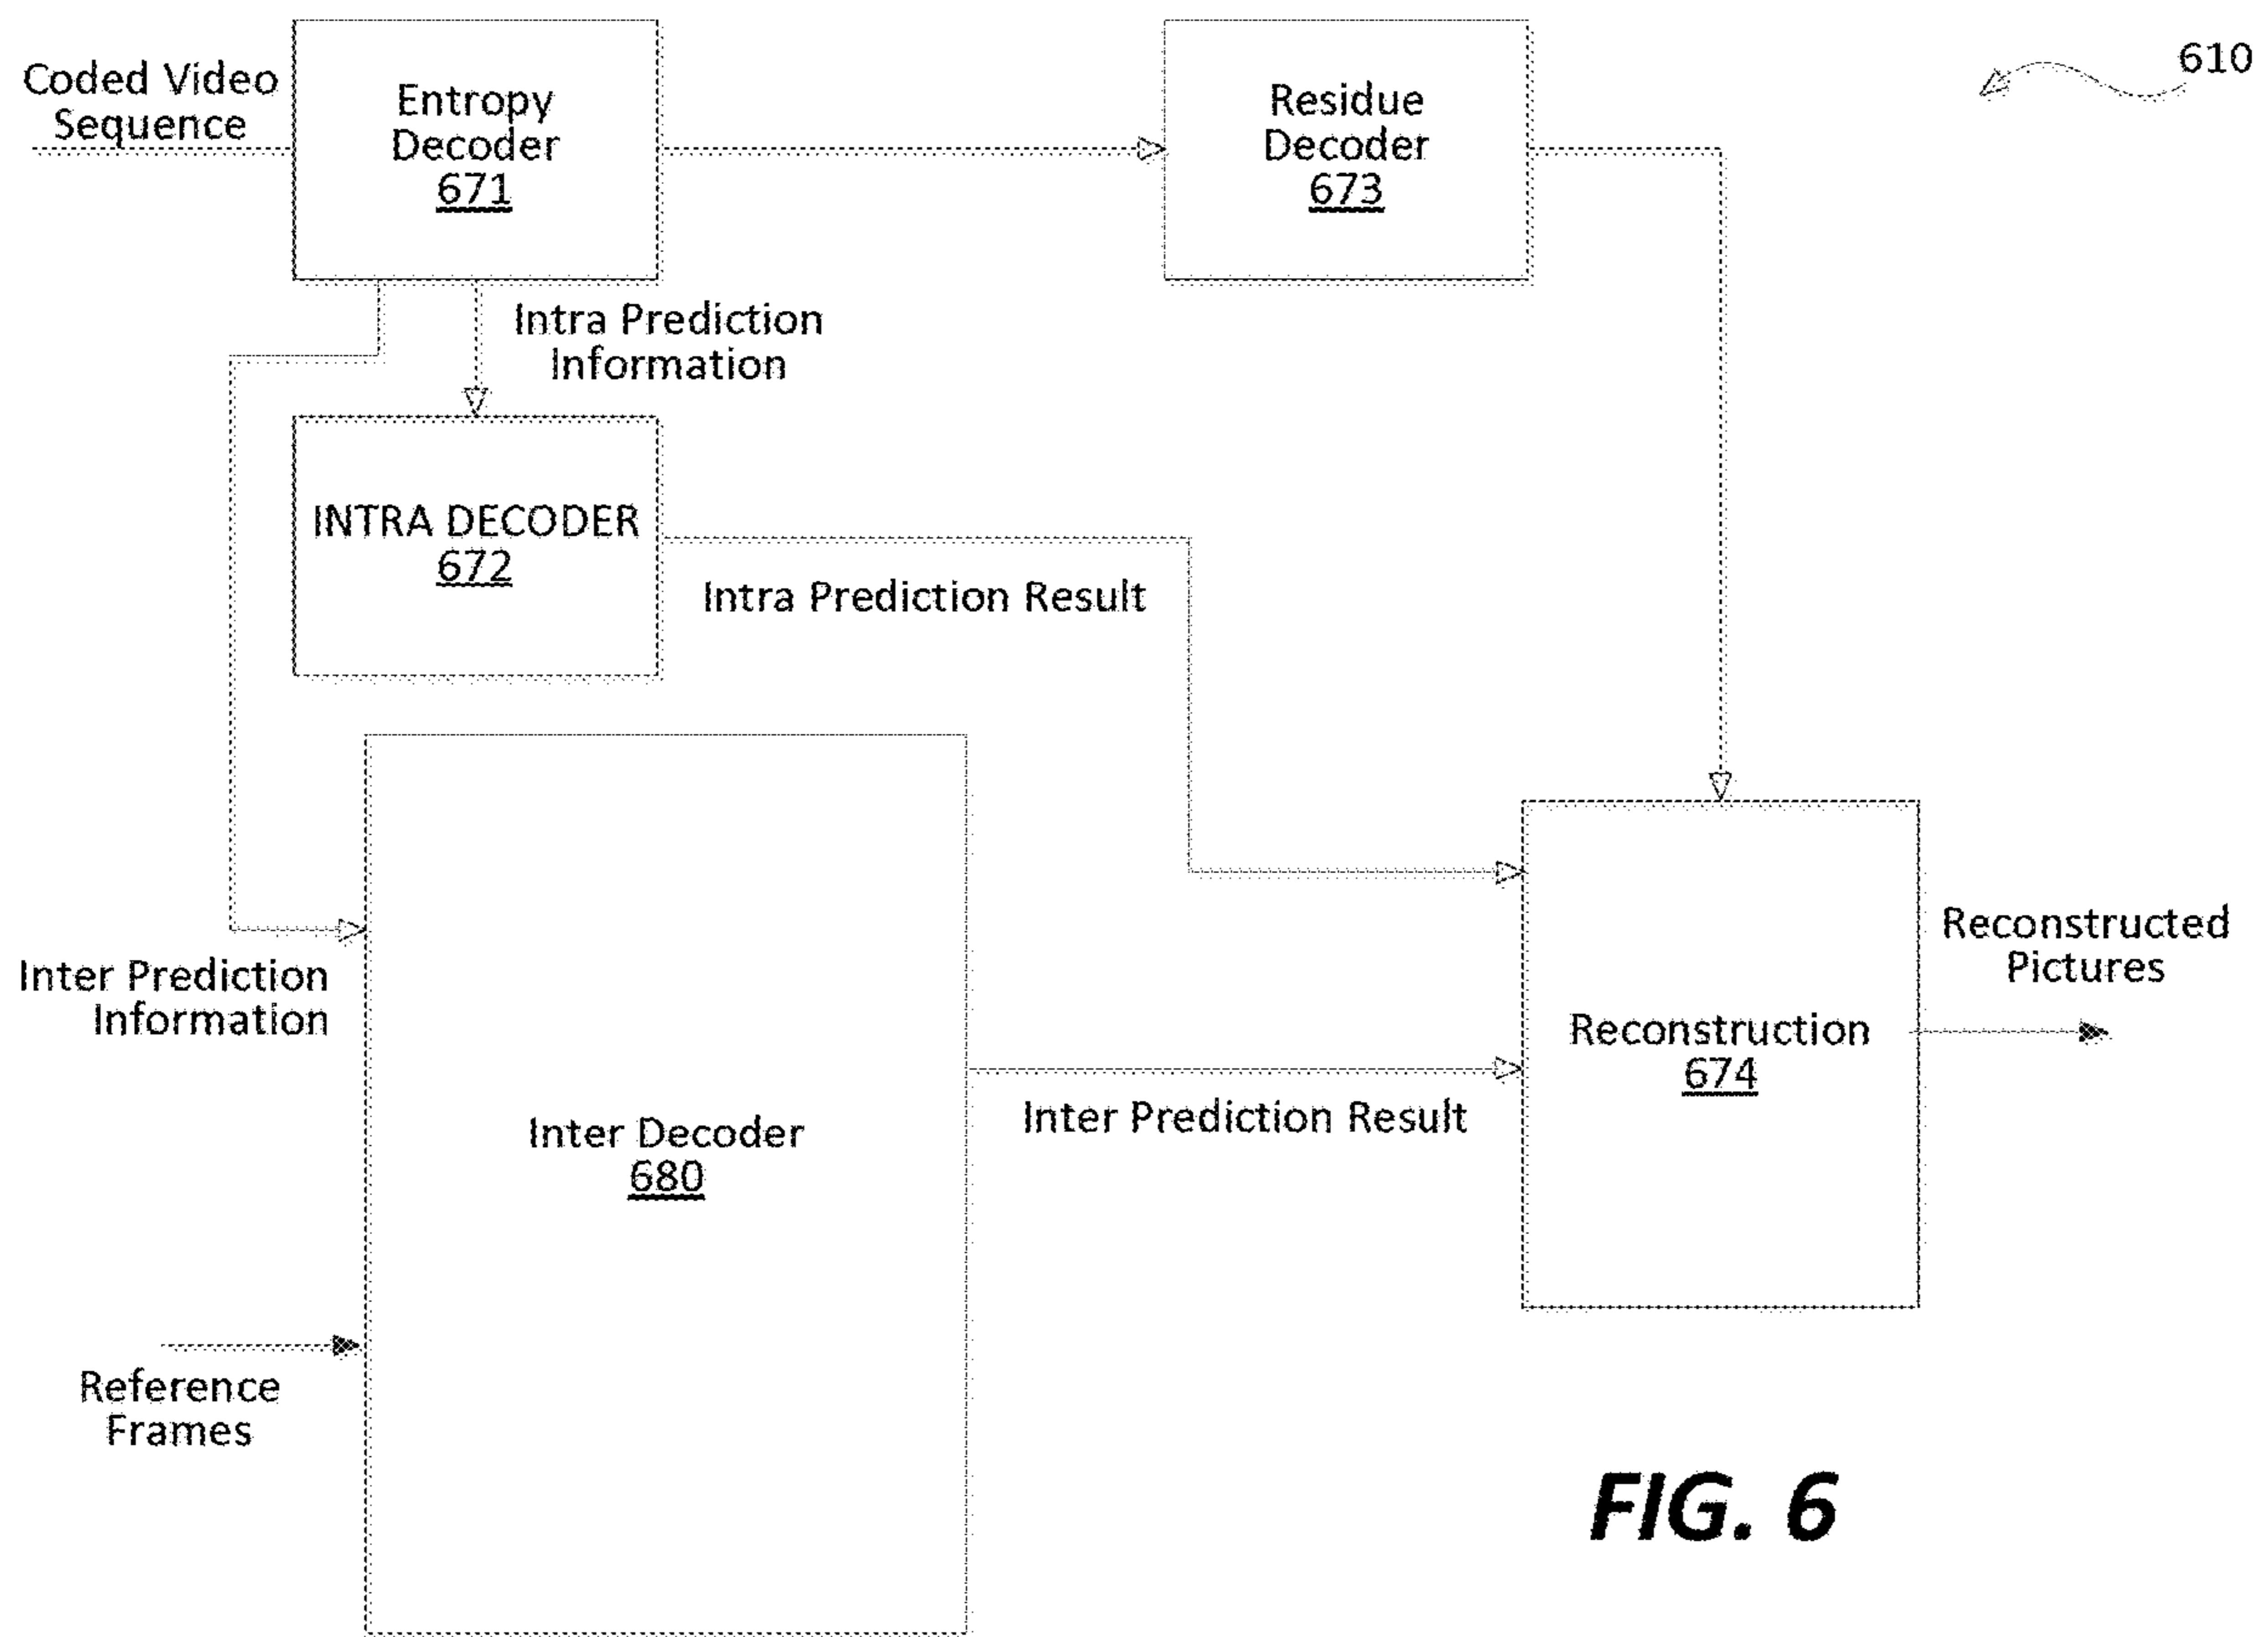 610
Coded Video
Sequence
Entropy
Decoder
671
Residue
Decoder
673
Intra Prediction
Information
INTRA DECODER
672
Intra Prediction Result
Inter Prediction
Information
Inter Decoder
680
Inter Prediction Result
Reconstruction
674
Reconstructed
Pictures
Reference
Frames
FIG. 6